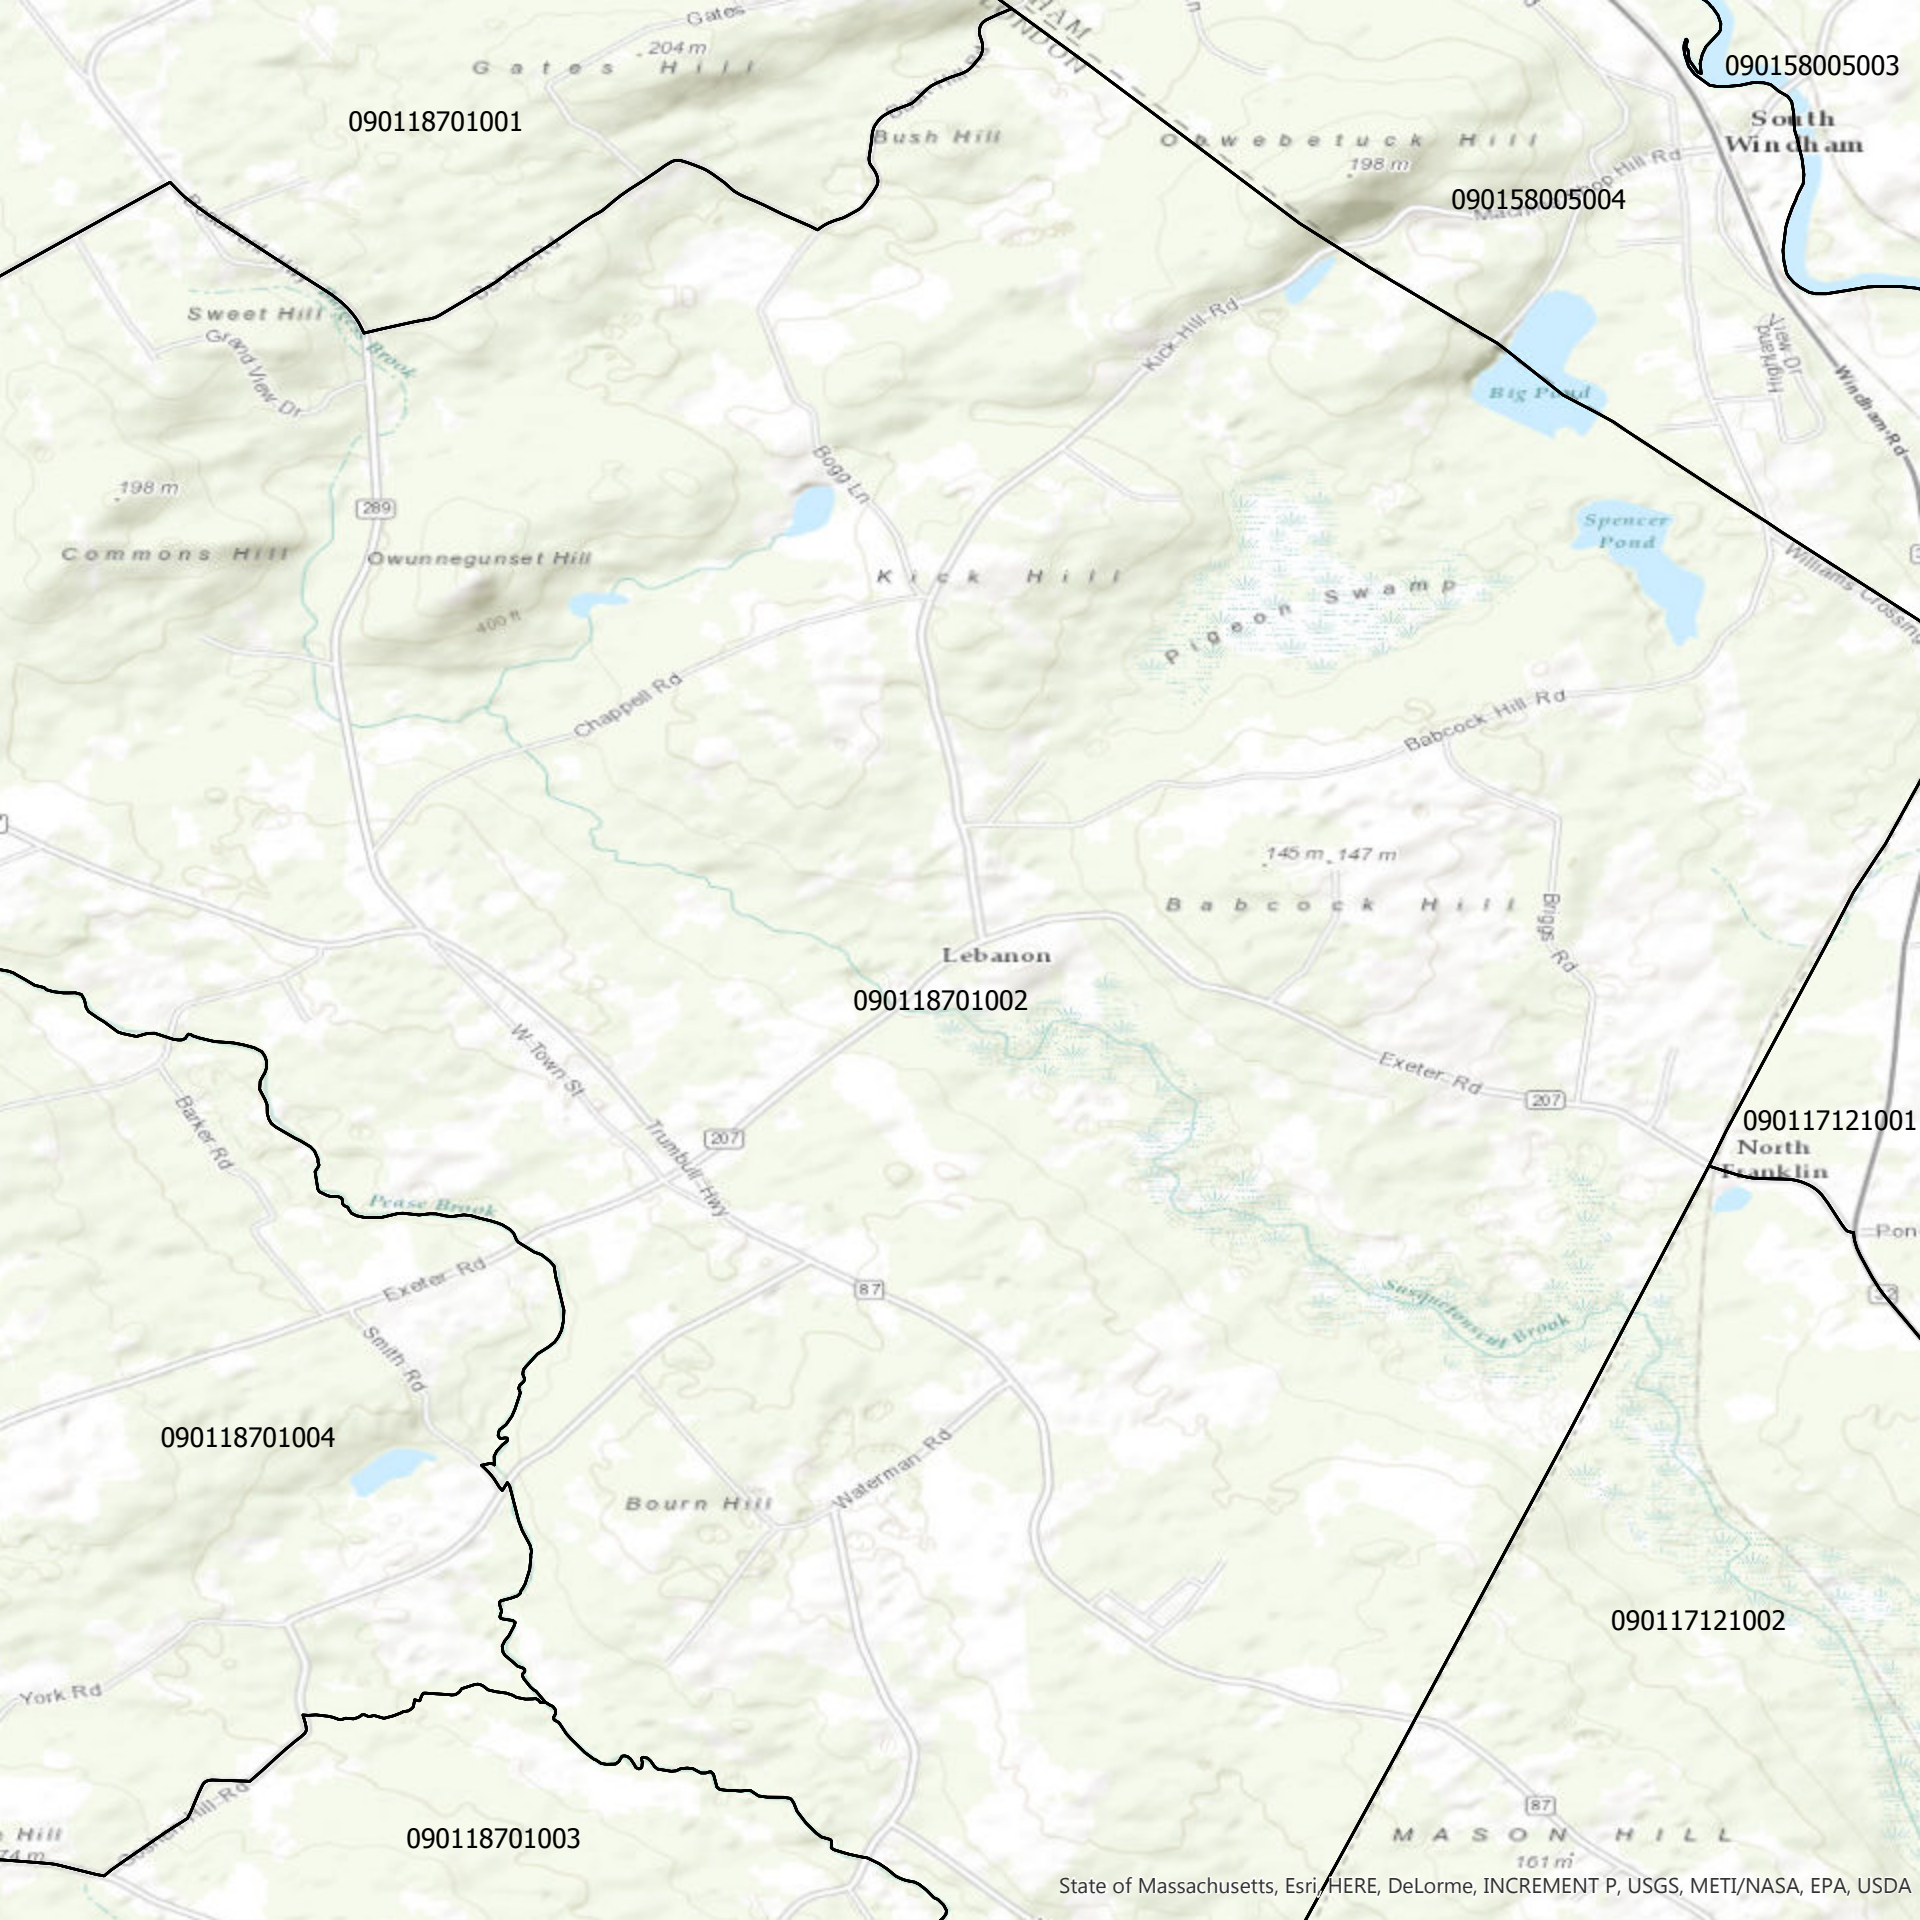 Gates
204 m
Gates Hill
090118701001
Bush Hill
HAM
LONDON
Obwebetuck Hill
198 m
090158005003
South
Windham
090158005004
Sweet Hill
Brook
Grand View Dr
Kick Hill Rd
Big Pond
Highland
View Dr
Windham Rd
198 m
289
Bogg Ln
Commons Hill
Owunnegunset Hill
400 ft
Kick Hill
Pigeon Swamp
Spencer
Pond
Williams Crossing
Chappell Rd
Babcock Hill Rd
145 m
147 m
Babcock Hill
Briggs Rd
Lebanon
090118701002
W Town St
Exeter Rd
207
Barker Rd
Trumbull Hwy
207
090117121001
North
Franklin
Pon
Pease Brook
Exeter Rd
87
Susquetonscut Brook
Smith Rd
090118701004
Waterman Rd
Bourn Hill
090117121002
York Rd
Hill
74 m
090118701003
87
MASON HILL
161 m
State of Massachusetts, Esri, HERE, DeLorme, INCREMENT P, USGS, METI/NASA, EPA, USDA